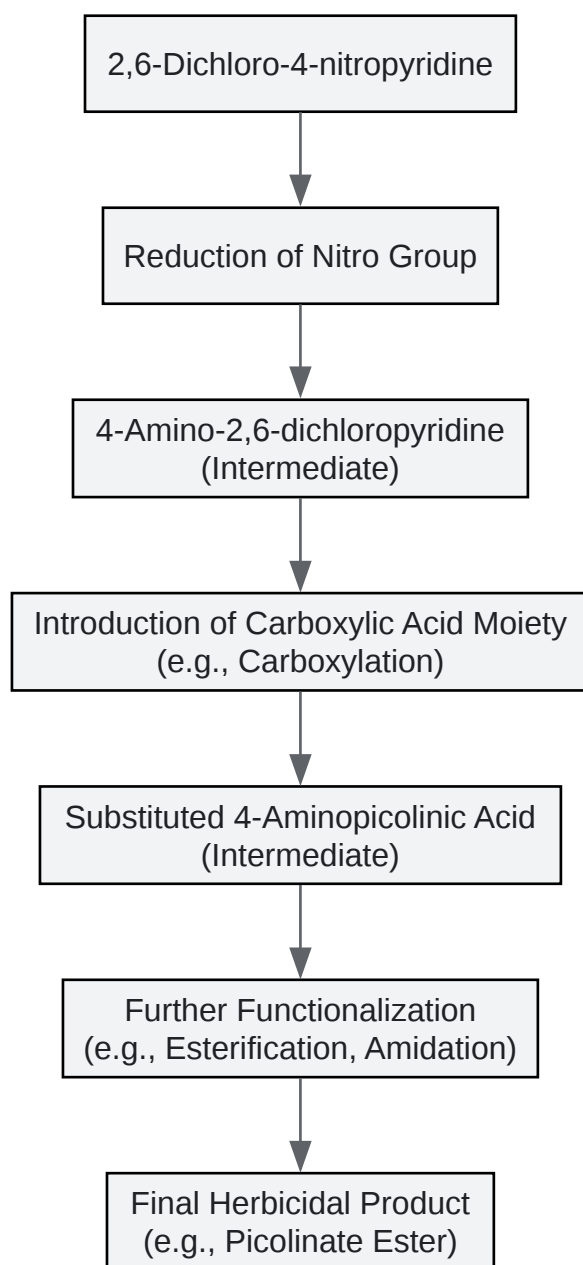 2,6-Dichloro-4-nitropyridine
Reduction of Nitro Group
4-Amino-2,6-dichloropyridine
(Intermediate)
Introduction of Carboxylic Acid Moiety
(e.g., Carboxylation)
Substituted 4-Aminopicolinic Acid
(Intermediate)
Further Functionalization
(e.g., Esterification, Amidation)
Final Herbicidal Product
(e.g., Picolinate Ester)